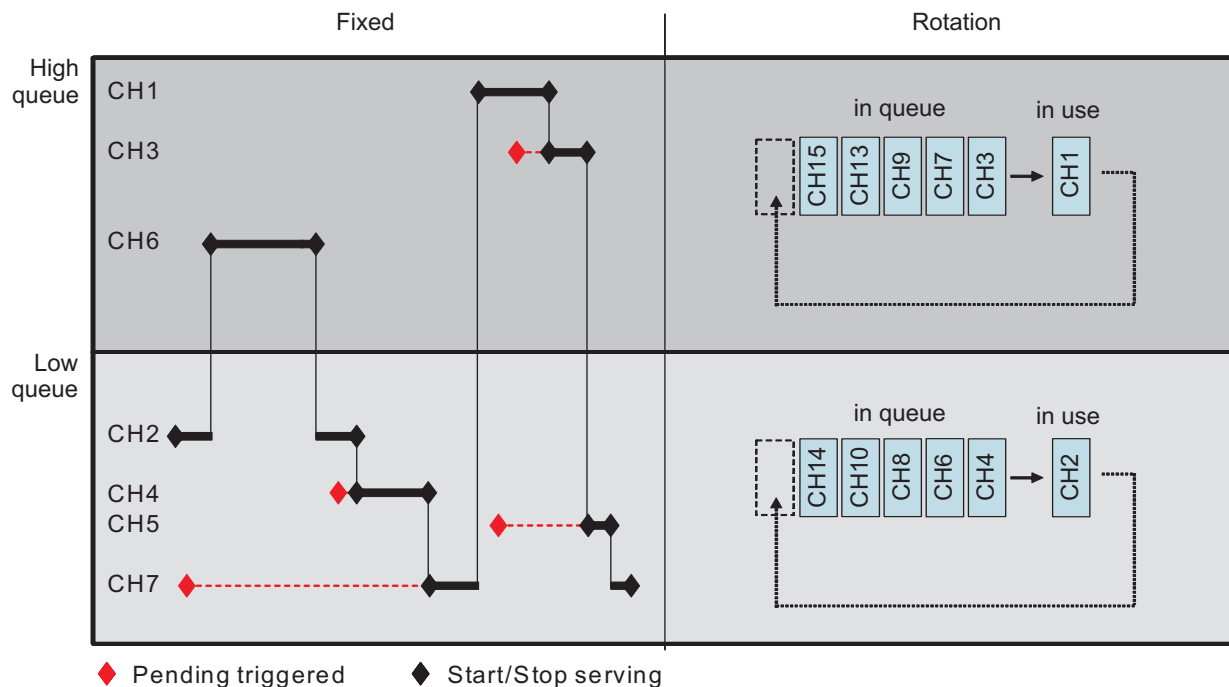 Fixed
Rotation
High
queue
CH1
CH3
CH6
in queue
in use
CH15
CH13
CH9
CH7
CH3
CH1
Low
queue
CH2
CH4
CH5
CH7
in queue
in use
CH14
CH10
CH8
CH6
CH4
CH2
Pending triggered
Start/Stop serving